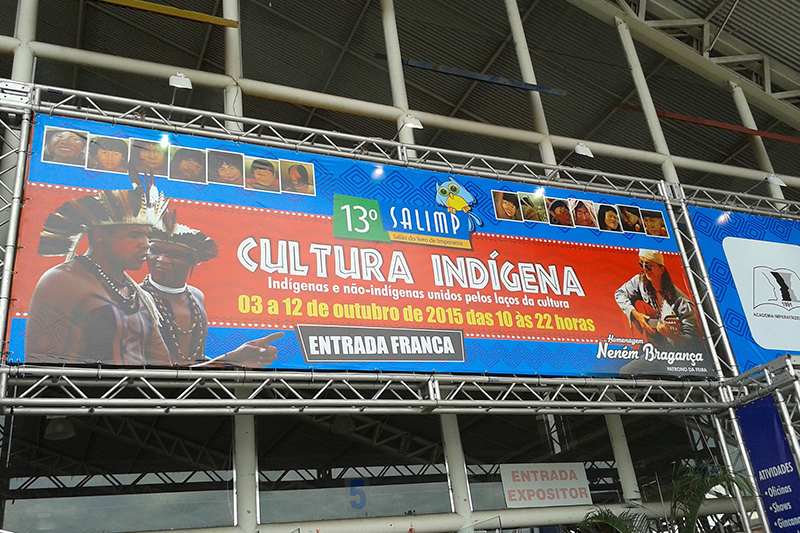 13º SALIMP
Salão do livro de Imperatriz
CULTURA INDÍGENA
Indígenas e não-indígenas unidos pelos laços da cultura
03 a 12 de outubro de 2015 das 10 às 22 horas
ENTRADA FRANCA
Homenagem
Neném Bragança
PATRONO DA FEIRA
1991
ACADEMIA
5
ENTRADA
EXPOSITOR
ATIVIDADES
• Oficinas
• Shows